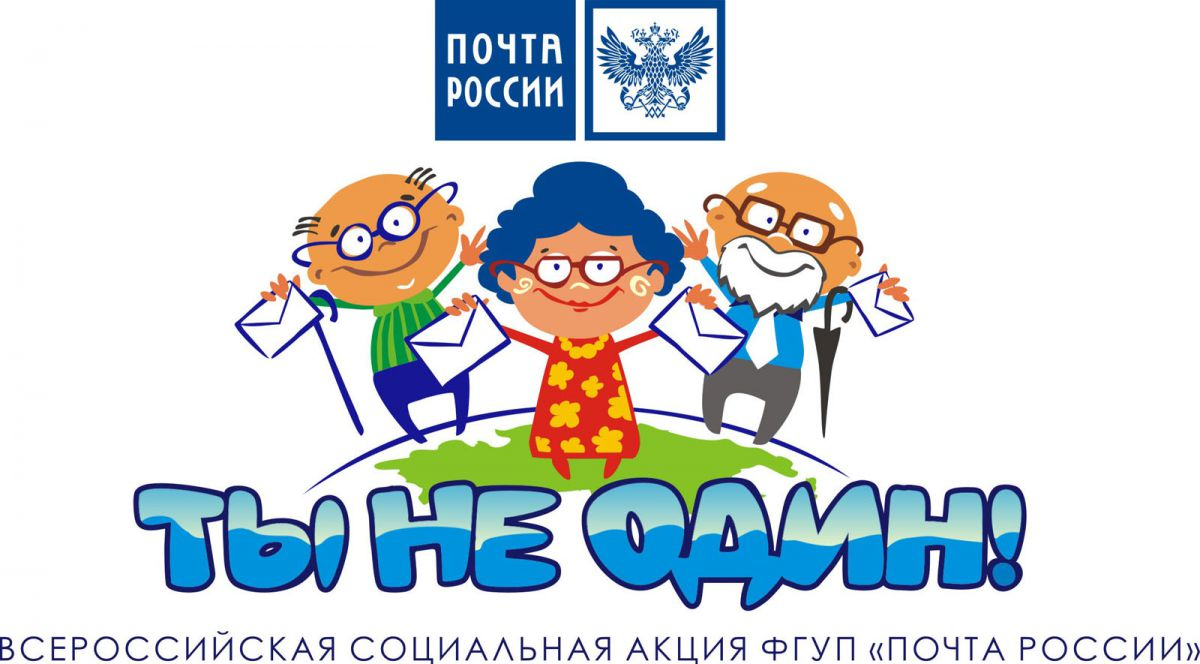 ПОЧТА
РОССИИ
ТЫ НЕ ОДИН!
ВСЕРОССИЙСКАЯ СОЦИАЛЬНАЯ АКЦИЯ ФГУП «ПОЧТА РОССИИ»